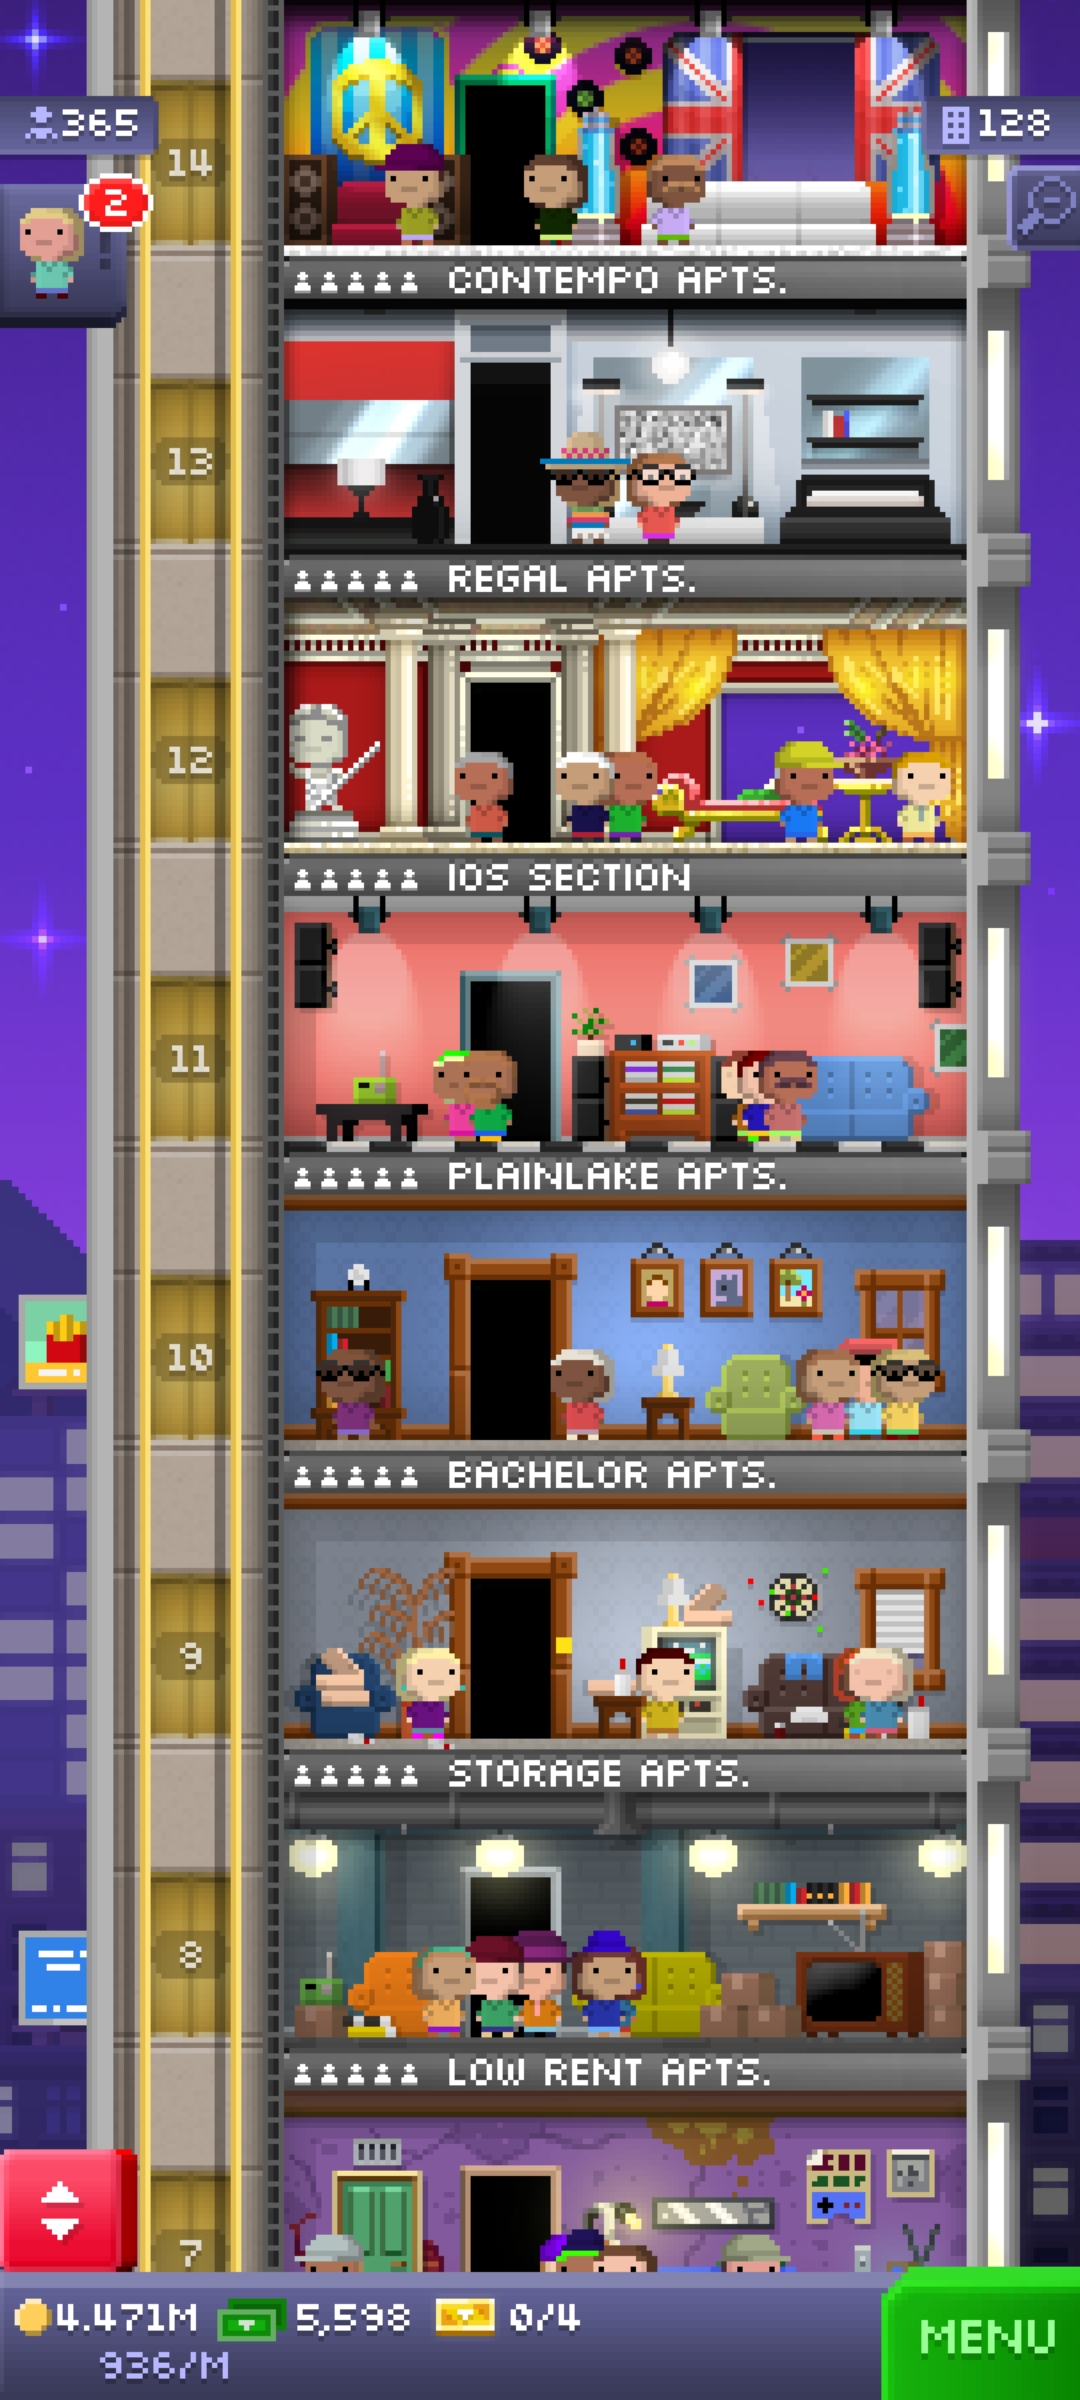 365
128
2
14
CONTEMPO APTS.
13
REGAL APTS.
12
IOS SECTION
11
PLAINLAKE APTS.
10
BACHELOR APTS.
9
STORAGE APTS.
8
LOW RENT APTS.
7
4.471M 5,598 0/4
936/M
MENU